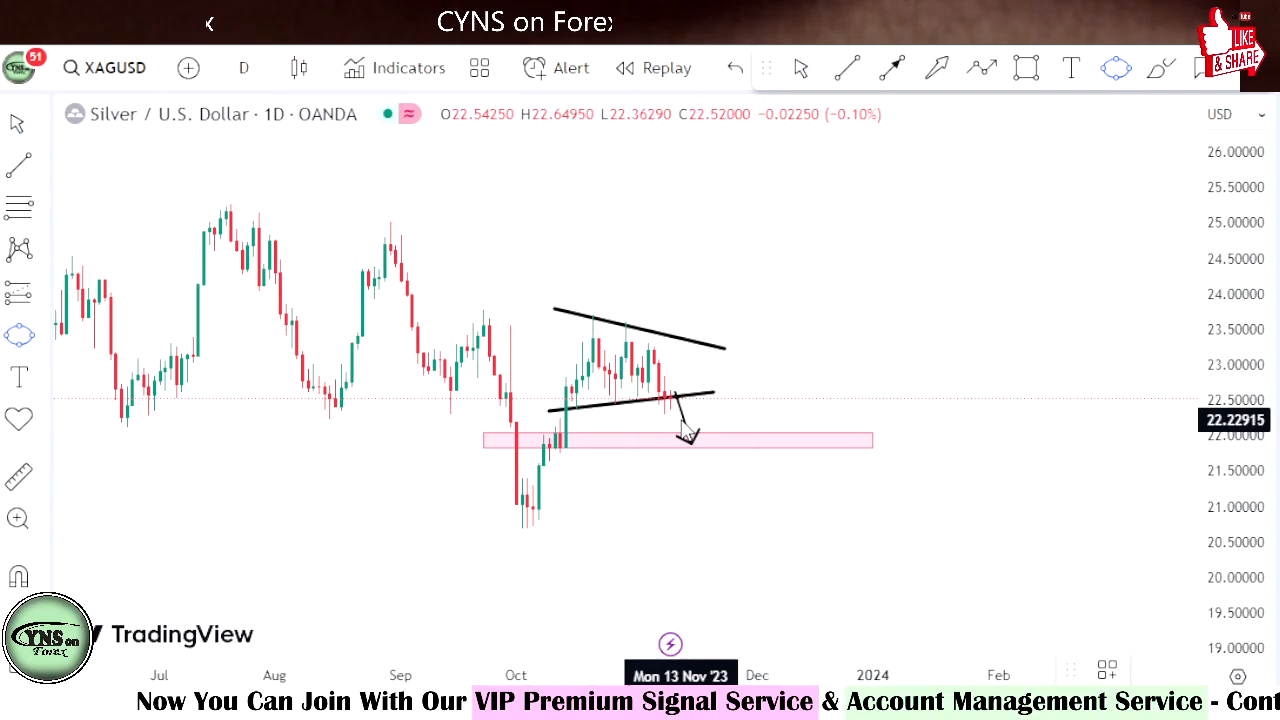 CYNS on Forex
LIKE
& SHARE
51
XAGUSD
D
Indicators
Alert
Replay
Silver / U.S. Dollar · 1D · OANDA
O22.54250 H22.64950 L22.36290 C22.52000 −0.02250 (−0.10%)
USD
26.00000
25.50000
25.00000
24.50000
24.00000
23.50000
23.00000
22.50000
22.22915
22.00000
21.50000
21.00000
20.50000
20.00000
19.50000
19.00000
CYNS on
Forex
TradingView
Jul
Aug
Sep
Oct
Mon 13 Nov '23
Dec
2024
Feb
Now You Can Join With Our VIP Premium Signal Service & Account Management Service - Cont